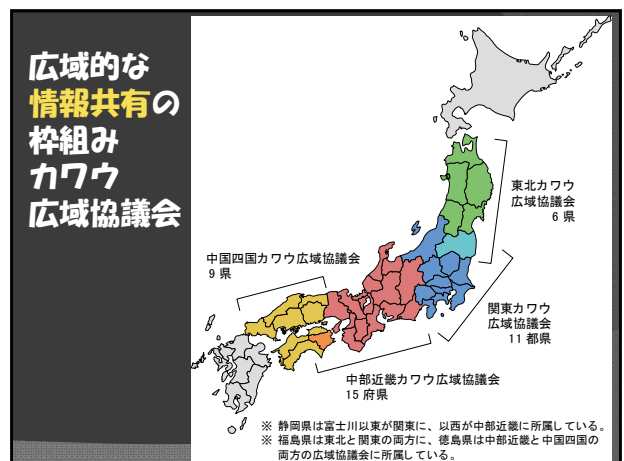 広域的な
情報共有の
枠組み
カワウ
広域協議会
東北カワウ
広域協議会
6 県
中国四国カワウ広域協議会
9 県
関東カワウ
広域協議会
11 都県
中部近畿カワウ広域協議会
15 府県
※ 静岡県は富士川以東が関東に、以西が中部近畿に所属している。
※ 福島県は東北と関東の両方に、徳島県は中部近畿と中国四国の
両方の広域協議会に所属している。